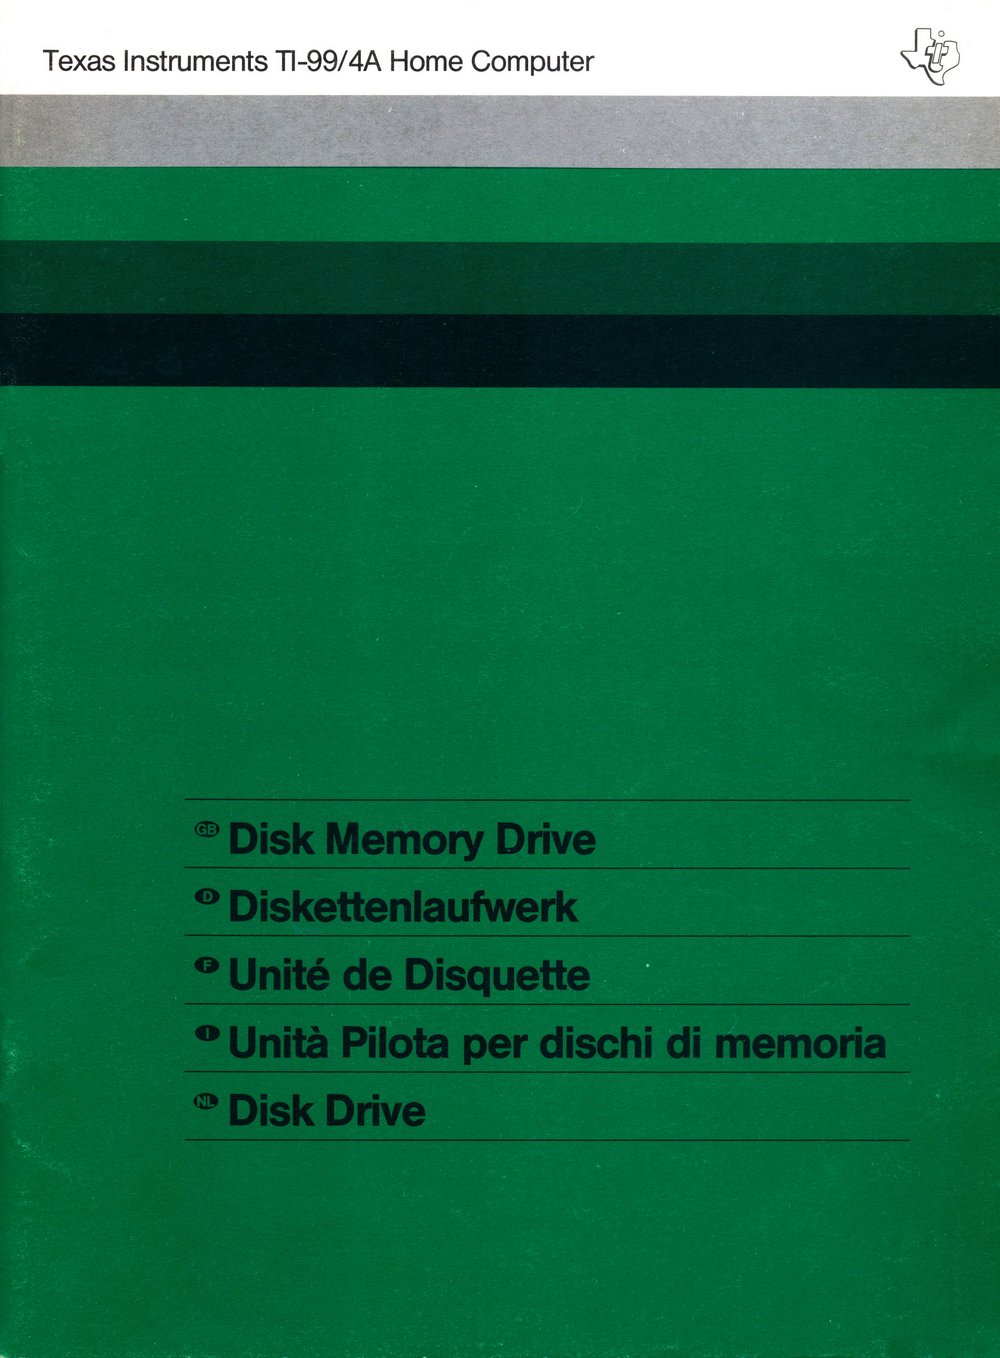 Texas Instruments TI-99/4A Home Computer
GB Disk Memory Drive
D Diskettenlaufwerk
F Unité de Disquette
I Unità Pilota per dischi di memoria
NL Disk Drive